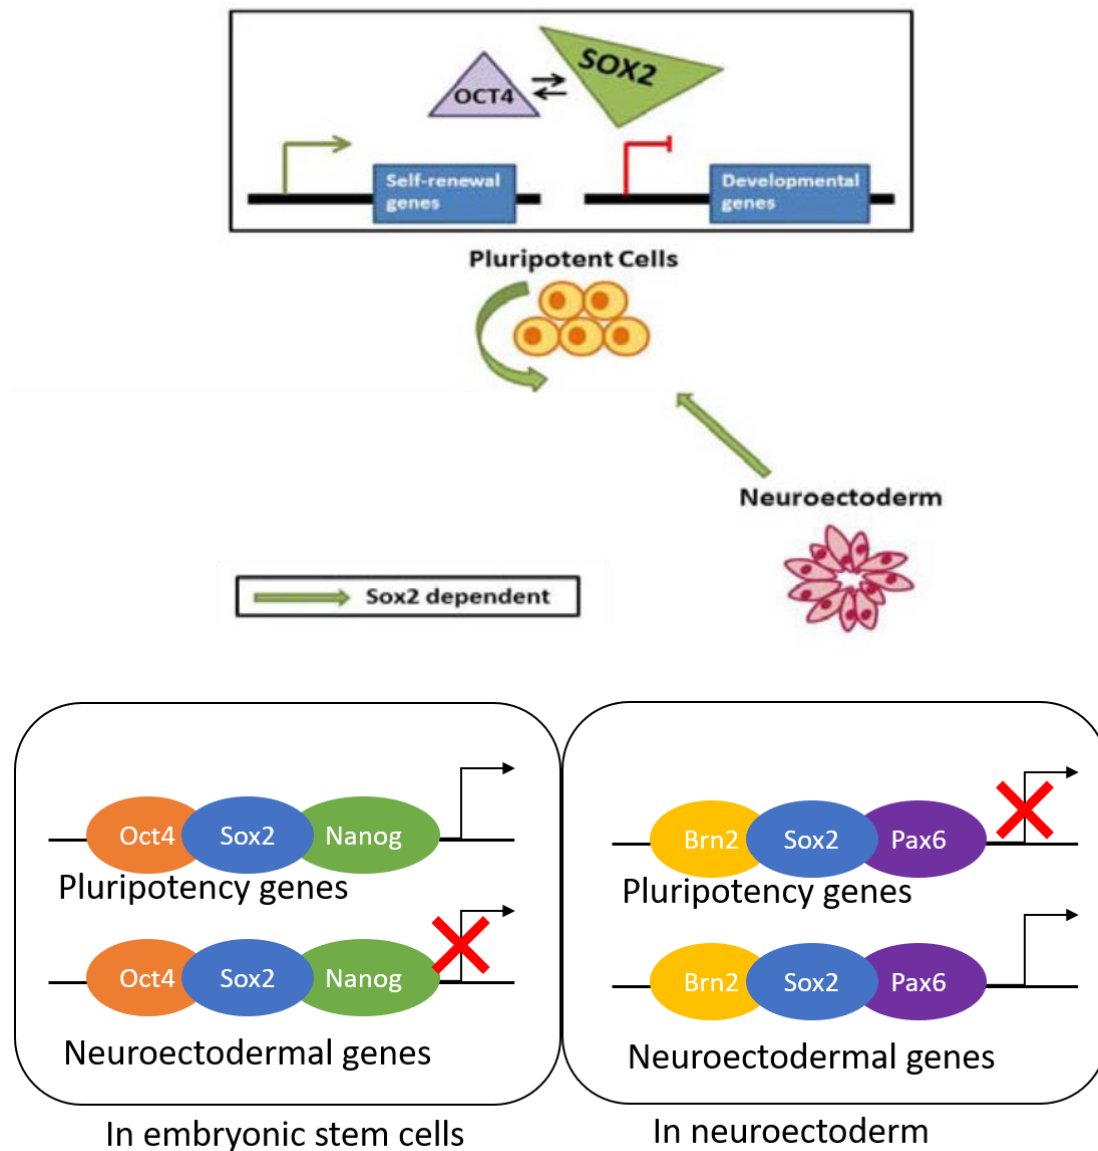 SOX2
OCT4
Self-renewal
genes
Developmental
genes
Pluripotent Cells
Neuroectoderm
Sox2 dependent
Oct4 Sox2 Nanog
Pluripotency genes
Oct4 Sox2 Nanog
Neuroectodermal genes
In embryonic stem cells
Brn2 Sox2 Pax6
Pluripotency genes
Brn2 Sox2 Pax6
Neuroectodermal genes
In neuroectoderm